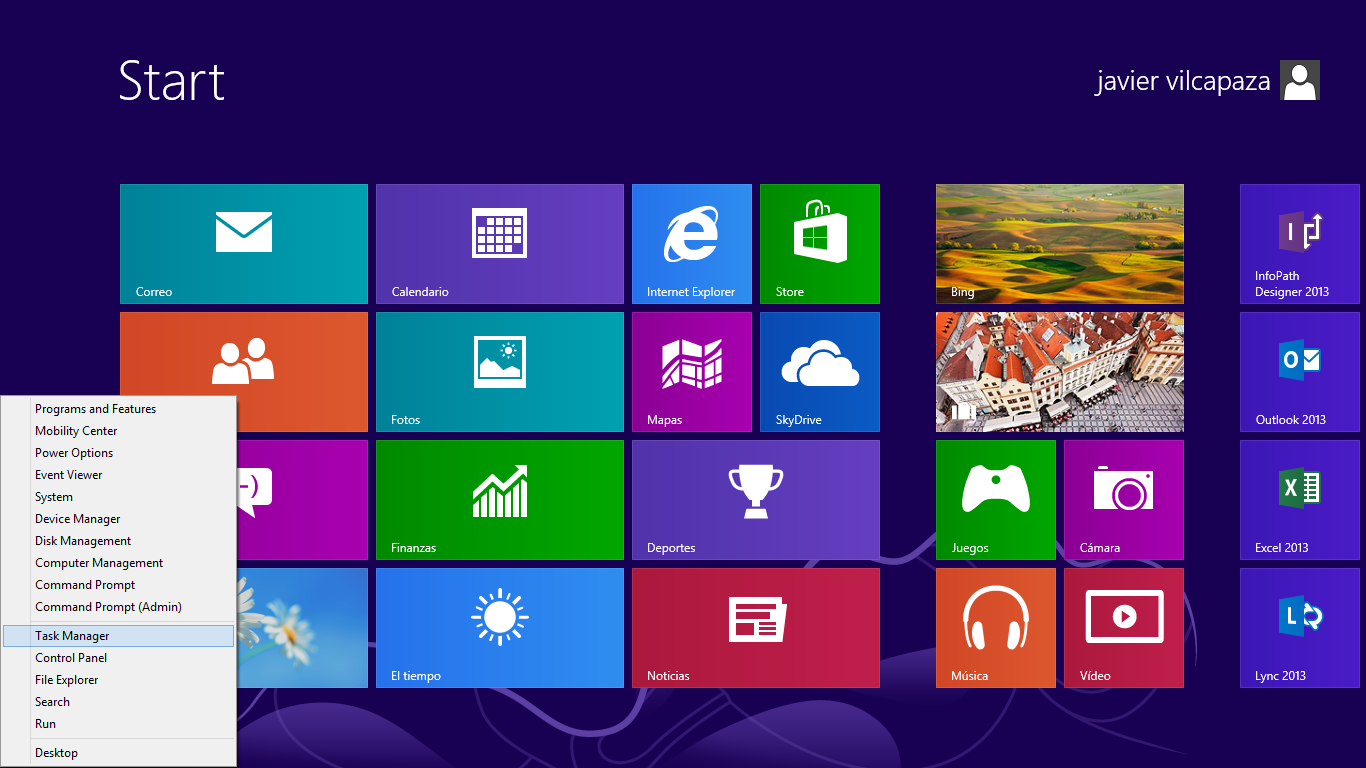 Start
javier vilcapaza
Correo
Calendario
Internet Explorer
Store
Bing
InfoPath
Designer 2013
Fotos
Mapas
SkyDrive
Outlook 2013
Finanzas
Deportes
Juegos
Cámara
Excel 2013
El tiempo
Noticias
Música
Vídeo
Lync 2013
Programs and Features
Mobility Center
Power Options
Event Viewer
System
Device Manager
Disk Management
Computer Management
Command Prompt
Command Prompt (Admin)
Task Manager
Control Panel
File Explorer
Search
Run
Desktop